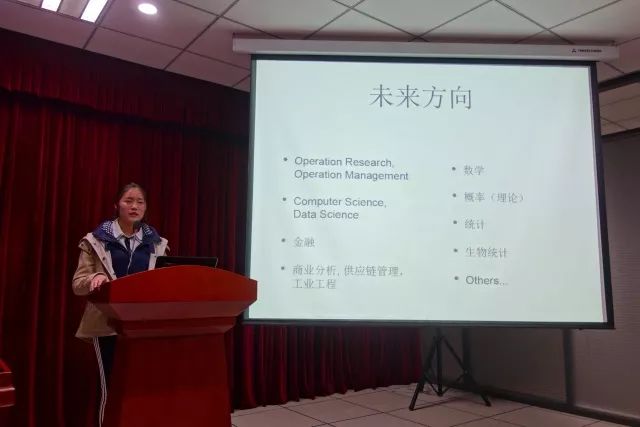 未来方向
Operation Research,
Operation Management
Computer Science,
Data Science
金融
商业分析, 供应链管理,
工业工程
数学
概率（理论）
统计
生物统计
Others...